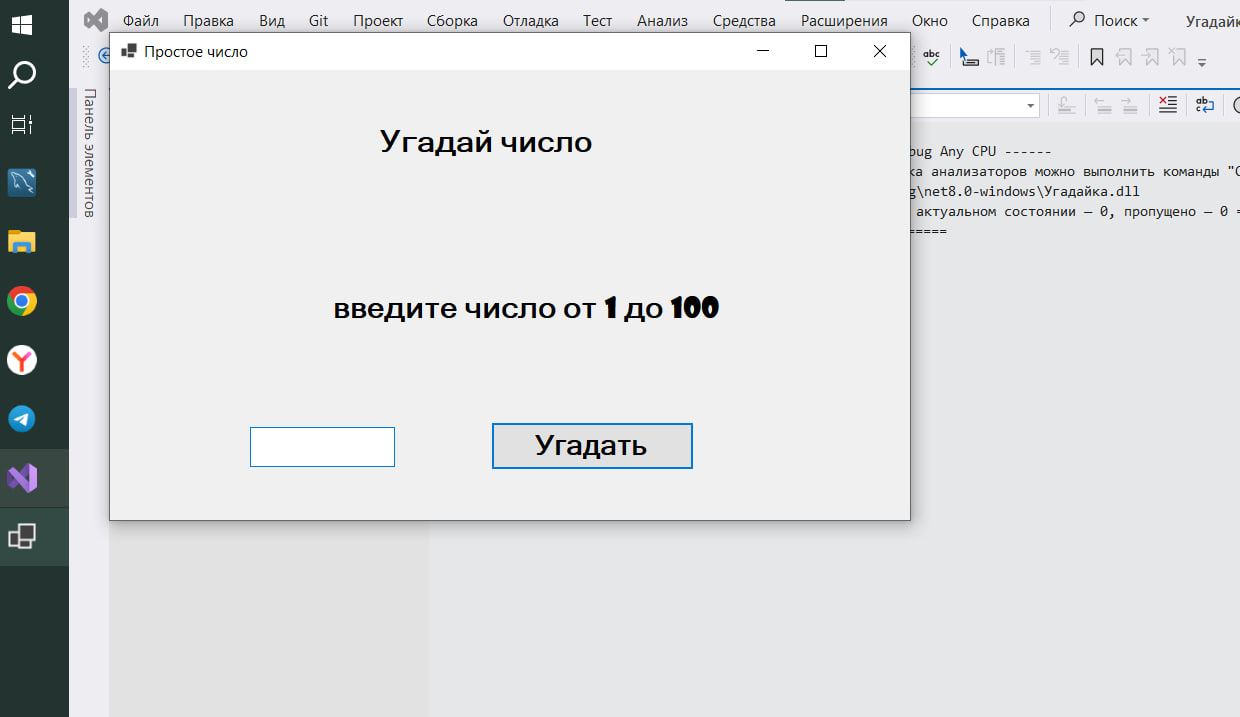 Файл Правка Вид Git Проект Сборка Отладка Тест Анализ Средства Расширения Окно Справка Поиск Угадайк
Простое число
abc
Панель элементов
ab
c
Угадай число
bug Any CPU ------
ка анализаторов можно выполнить команды "С
g\net8.0-windows\Угадайка.dll
актуальном состоянии — 0, пропущено — 0 =
=====
введите число от 1 до 100
Угадать